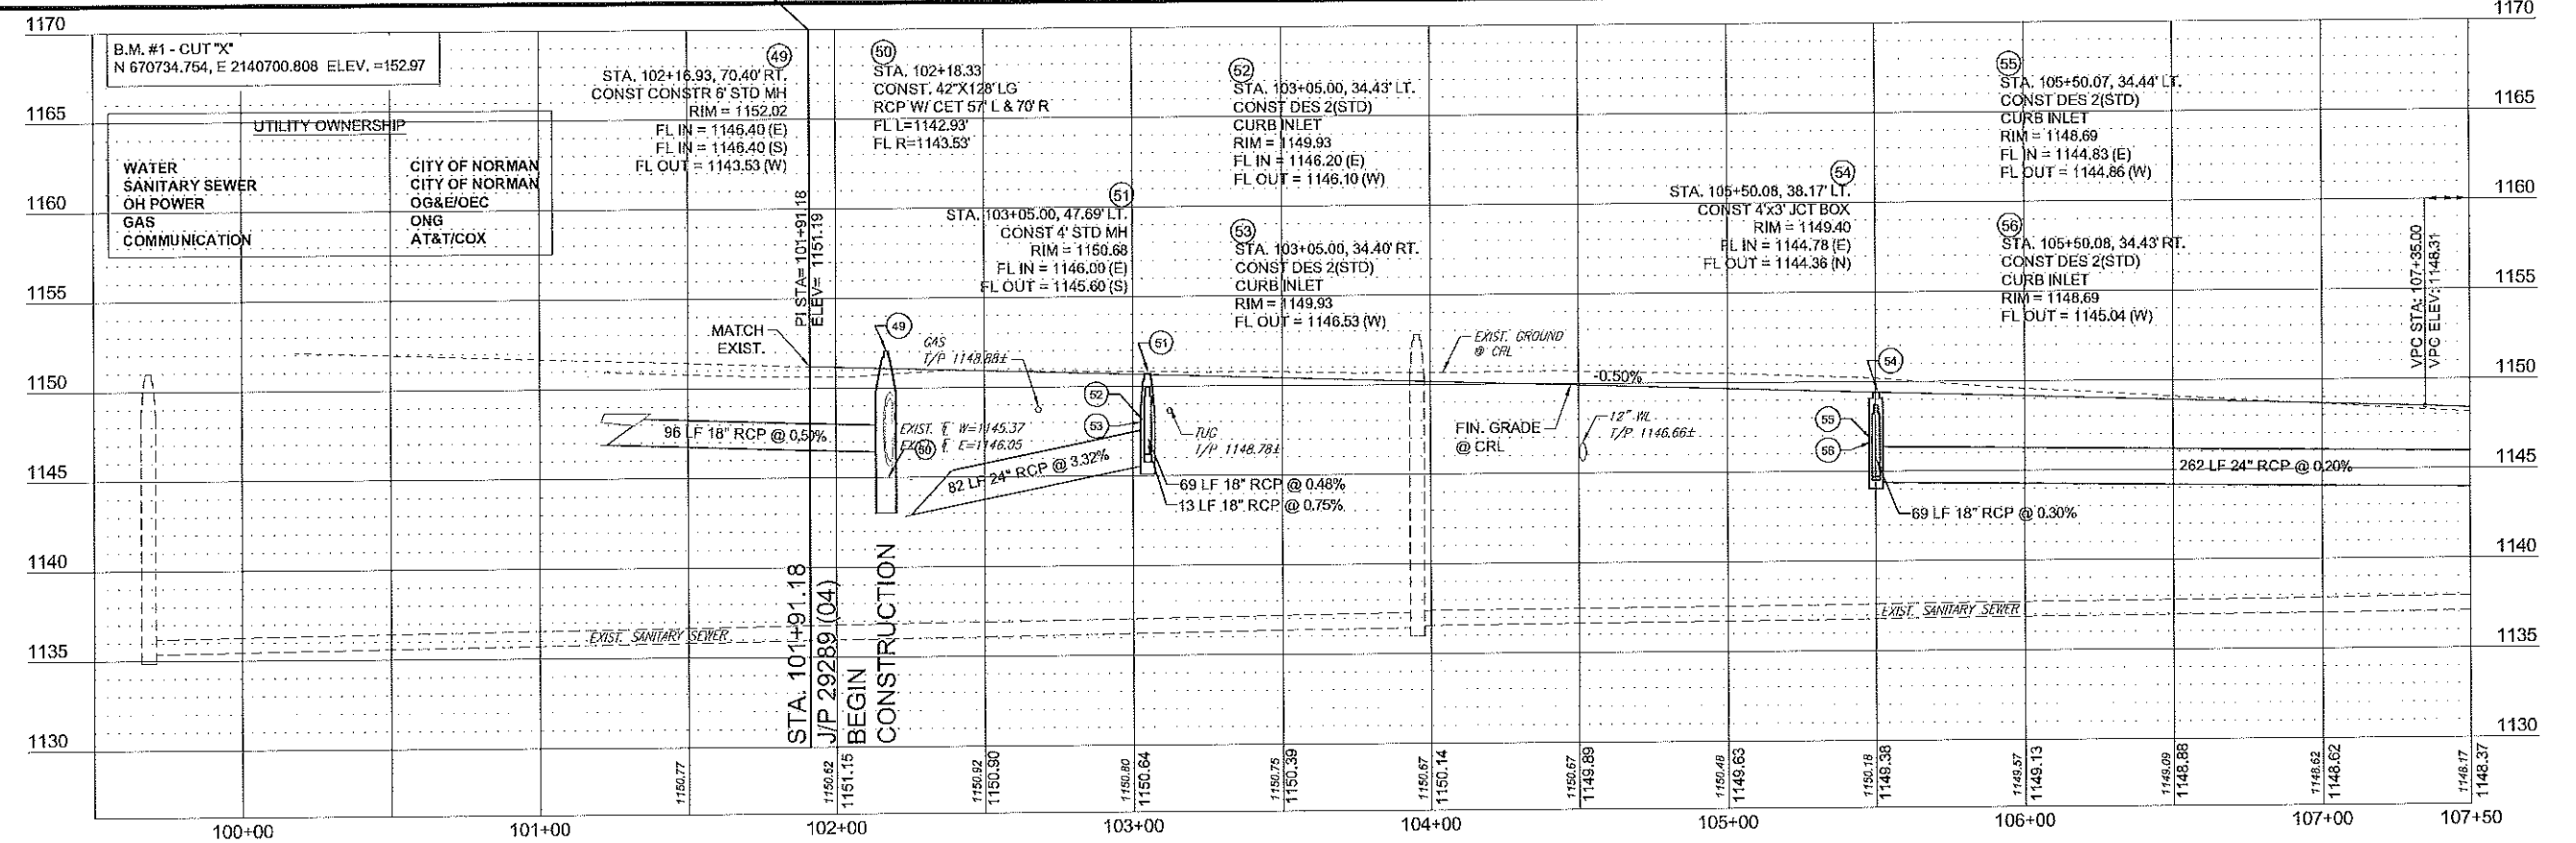 1170
1165
1160
1155
1150
1145
1140
1135
1130
B.M. #1 - CUT "X"
N 670734.754, E 2140700.808 ELEV. =152.97
UTILITY OWNERSHIP
WATER CITY OF NORMAN
SANITARY SEWER CITY OF NORMAN
OH POWER OG&E/OEC
GAS ONG
COMMUNICATION AT&T/COX
49
STA. 102+16.93, 70.40' RT.
CONST CONSTR 6' STD MH
RIM = 1152.02
FL IN = 1146.40 (E)
FL IN = 1146.40 (S)
FL OUT = 1143.53 (W)
50
STA. 102+18.33
CONST. 42"X128' LG
RCP W/ CET 57' L & 70' R
FL L=1142.93'
FL R=1143.53'
51
STA. 103+05.00, 47.69' LT.
CONST 4' STD MH
RIM = 1150.68
FL IN = 1146.00 (E)
FL OUT = 1145.60 (S)
52
STA. 103+05.00, 34.43' LT.
CONST DES 2(STD)
CURB INLET
RIM = 1149.93
FL IN = 1146.20 (E)
FL OUT = 1146.10 (W)
53
STA. 103+05.00, 34.40' RT.
CONST DES 2(STD)
CURB INLET
RIM = 1149.93
FL OUT = 1146.53 (W)
54
STA. 105+50.08, 38.17' LT.
CONST 4'x3' JCT BOX
RIM = 1149.40
FL IN = 1144.78 (E)
FL OUT = 1144.36 (N)
55
STA. 105+50.07, 34.44' LT.
CONST DES 2(STD)
CURB INLET
RIM = 1148.69
FL IN = 1144.83 (E)
FL OUT = 1144.86 (W)
56
STA. 105+50.08, 34.43' RT.
CONST DES 2(STD)
CURB INLET
RIM = 1148.69
FL OUT = 1145.04 (W)
PI STA= 101+91.18
ELEV= 1151.19
VPC STA: 107+35.00
VPC ELEV: 1148.31
MATCH
EXIST.
49
GAS
T/P 1148.88±
51
EXIST. GROUND
@ CRL
-0.50%
54
52
53
96 LF 18" RCP @ 0.50%
EXIST. ℄ W=1145.37
EXIST. ℄ E=1146.05
50
82 LF 24" RCP @ 3.32%
TUG
T/P 1148.78±
69 LF 18" RCP @ 0.48%
13 LF 18" RCP @ 0.75%
FIN. GRADE
@ CRL
12" WL
T/P 1146.66±
55
56
262 LF 24" RCP @ 0.20%
69 LF 18" RCP @ 0.30%
EXIST. SANITARY SEWER
EXIST. SANITARY SEWER
STA. 101+91.18
J/P 29289 (04)
BEGIN
CONSTRUCTION
1170
1165
1160
1155
1150
1145
1140
1135
1130
1150.77
1150.62
1151.15
1150.92
1150.90
1150.80
1150.64
1150.75
1150.39
1150.67
1150.14
1150.67
1149.89
1150.48
1149.63
1150.18
1149.38
1149.57
1149.13
1149.09
1148.88
1148.62
1148.62
1148.17
1148.37
100+00
101+00
102+00
103+00
104+00
105+00
106+00
107+00
107+50